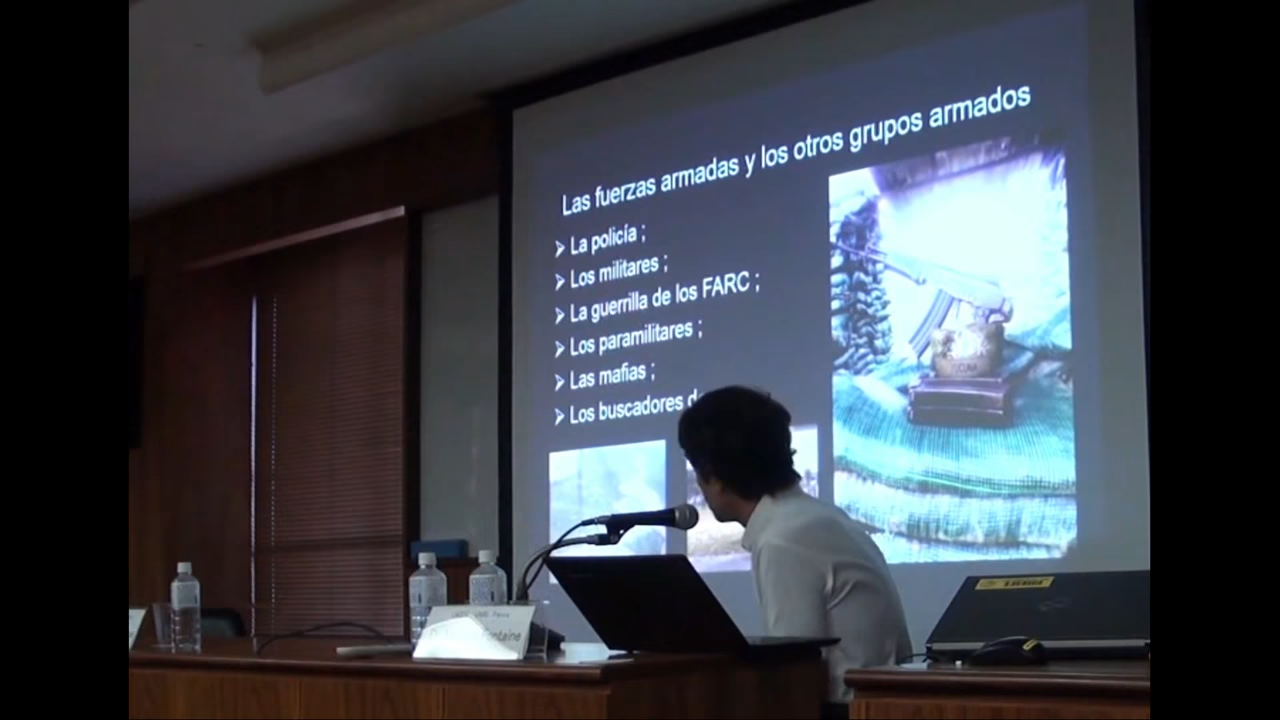 Las fuerzas armadas y los otros grupos armados
➢ La policía ;
➢ Los militares ;
➢ La guerrilla de los FARC ;
➢ Los paramilitares ;
➢ Las mafias ;
➢ Los buscadores